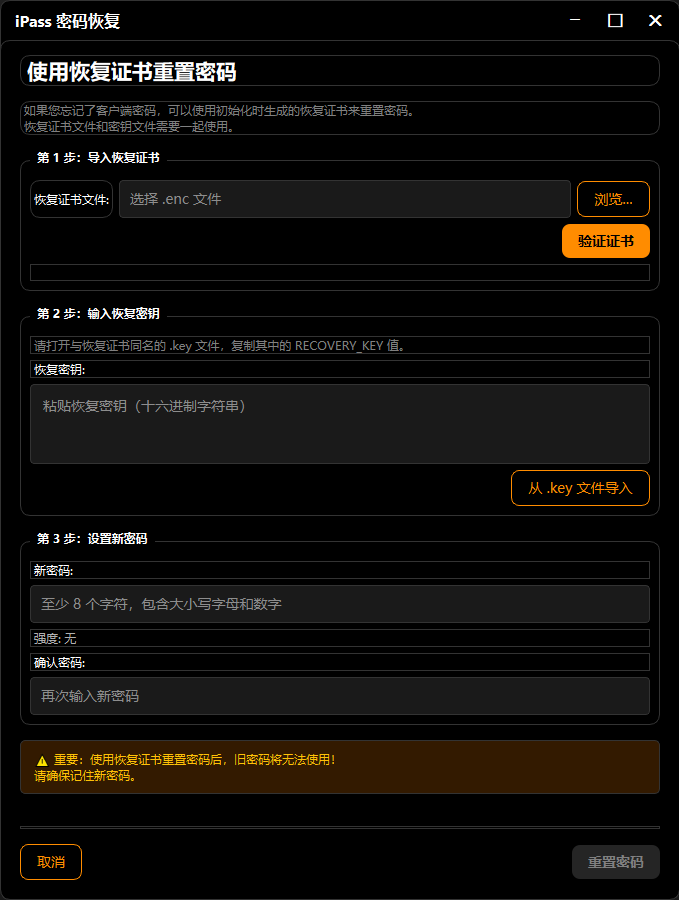 iPass 密码恢复
使用恢复证书重置密码
如果您忘记了客户端密码，可以使用初始化时生成的恢复证书来重置密码。
恢复证书文件和密钥文件需要一起使用。
第 1 步：导入恢复证书
恢复证书文件: 选择 .enc 文件 浏览...
验证证书
第 2 步：输入恢复密钥
请打开与恢复证书同名的 .key 文件，复制其中的 RECOVERY_KEY 值。
恢复密钥:
粘贴恢复密钥（十六进制字符串）
从 .key 文件导入
第 3 步：设置新密码
新密码:
至少 8 个字符，包含大小写字母和数字
强度: 无
确认密码:
再次输入新密码
⚠ 重要：使用恢复证书重置密码后，旧密码将无法使用！
请确保记住新密码。
取消 重置密码